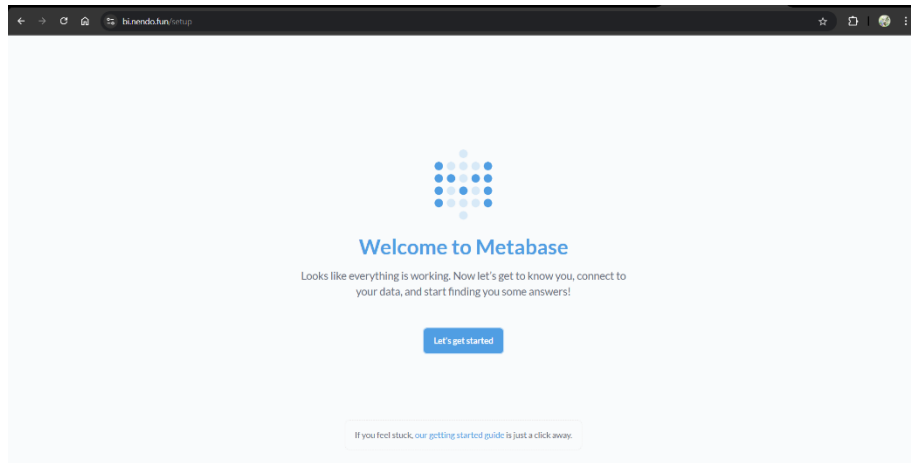 bi.nendo.fun/setup
Welcome to Metabase
Looks like everything is working. Now let's get to know you, connect to
your data, and start finding you some answers!
Let's get started
If you feel stuck, our getting started guide is just a click away.